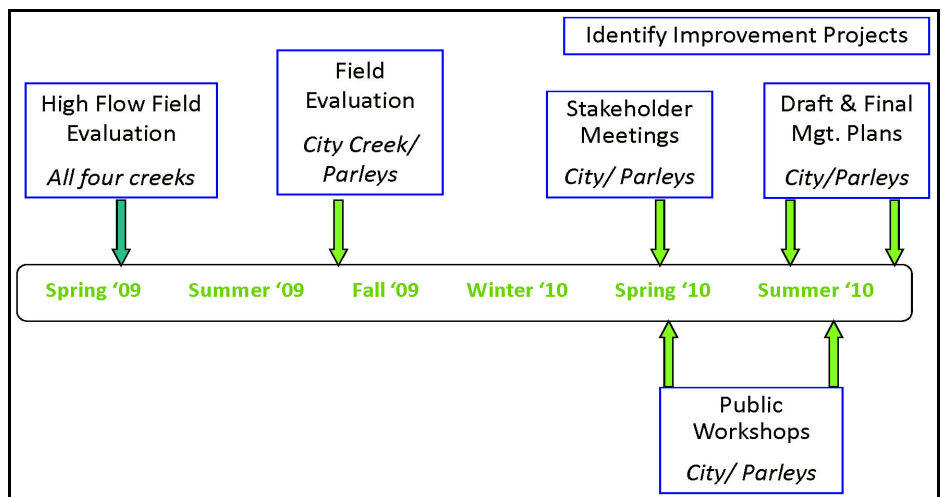 Identify Improvement Projects
High Flow Field
Evaluation
All four creeks
Field
Evaluation
City Creek/
Parleys
Stakeholder
Meetings
City/ Parleys
Draft & Final
Mgt. Plans
City/Parleys
Spring ‘09 Summer ‘09 Fall ‘09 Winter ‘10 Spring ‘10 Summer ‘10
Public
Workshops
City/ Parleys